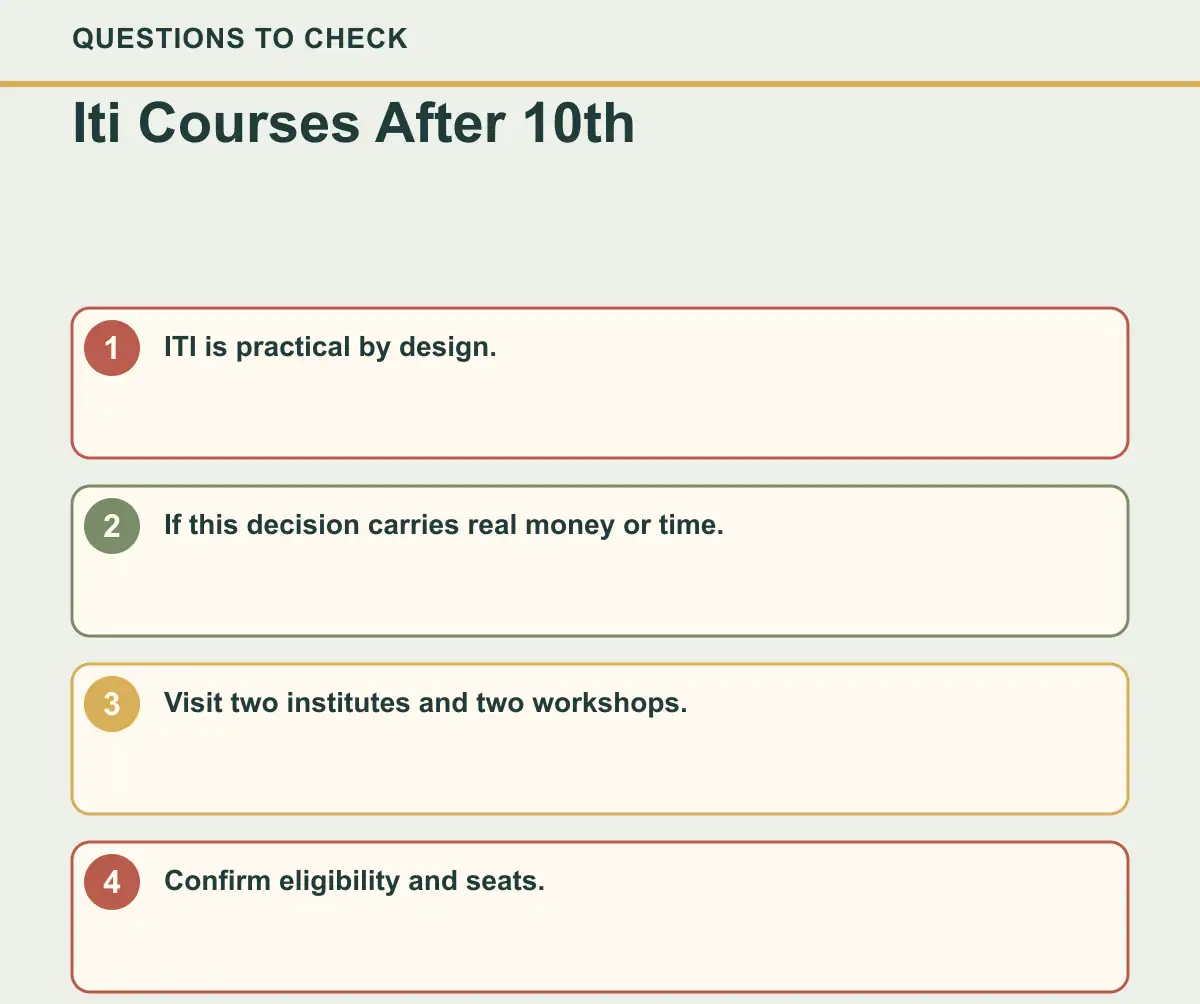 QUESTIONS TO CHECK
Iti Courses After 10th
1 ITI is practical by design.
2 If this decision carries real money or time.
3 Visit two institutes and two workshops.
4 Confirm eligibility and seats.